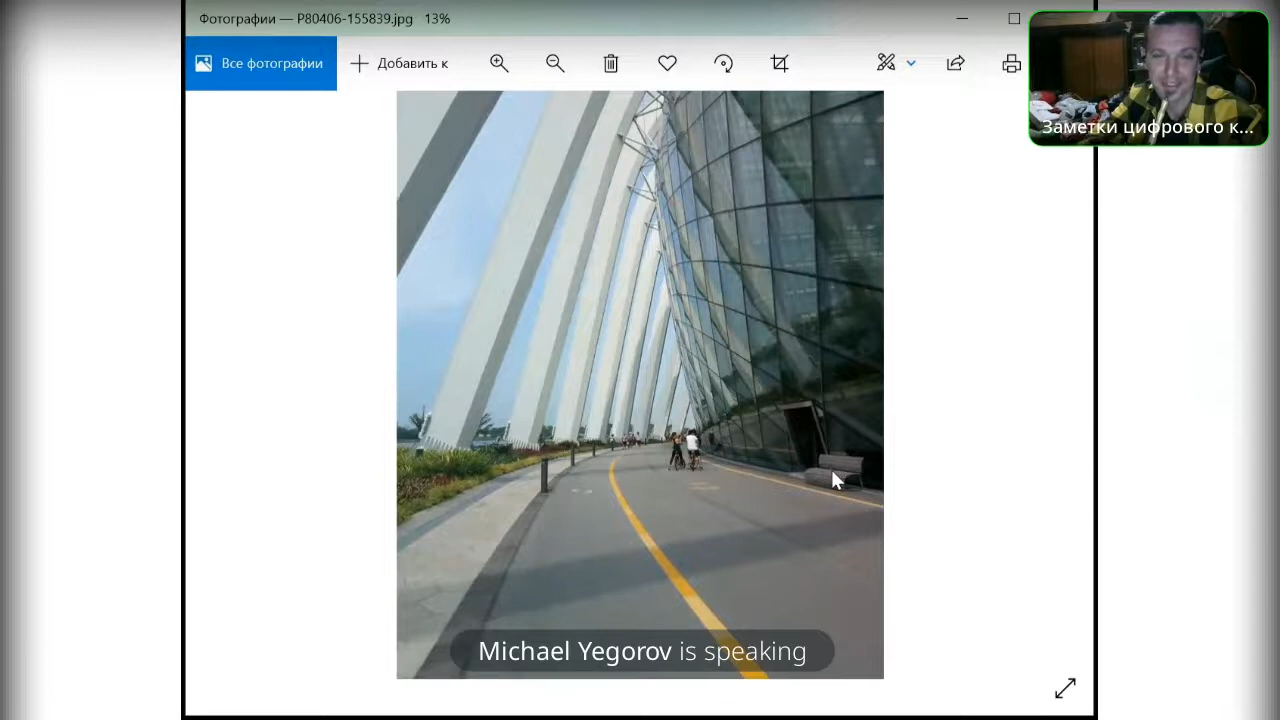 Фотографии — P80406-155839.jpg 13%
Все фотографии
Добавить к
Заметки цифрового к...
Michael Yegorov is speaking